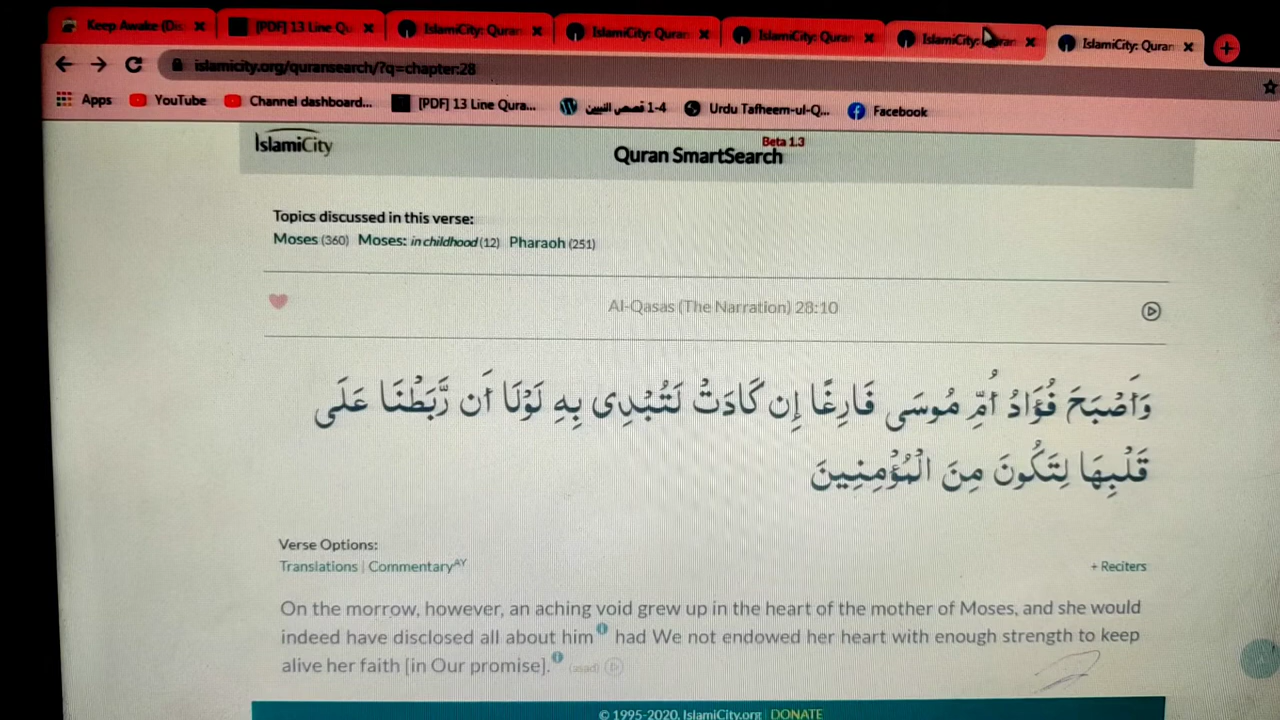 Keep Awake (Di
[PDF] 13 Line Qu
IslamiCity: Quran
IslamiCity: Quran
IslamiCity: Quran
IslamiCity:
IslamiCity: Quran
islamicity.org/quransearch/?q=chapter:28
Apps YouTube Channel dashboard... [PDF] 13 Line Qura... قصص النبیین 1-4 Urdu Tafheem-ul-Q... Facebook
IslamiCity
Quran SmartSearch Beta 1.3
Topics discussed in this verse:
Moses (360) Moses: in childhood (12) Pharaoh (251)
Al-Qasas (The Narration) 28:10
وَأَصْبَحَ فُؤَادُ أُمِّ مُوسَى فَارِغًا إِن كَادَتْ لَتُبْدِي بِهِ لَوْلَا أَن رَّبَطْنَا عَلَى
قَلْبِهَا لِتَكُونَ مِنَ الْمُؤْمِنِينَ
Verse Options:
Translations | Commentary AY
+ Reciters
On the morrow, however, an aching void grew up in the heart of the mother of Moses, and she would
indeed have disclosed all about him had We not endowed her heart with enough strength to keep
alive her faith [in Our promise]. (asad)
© 1995-2020. IslamiCity.org | DONATE